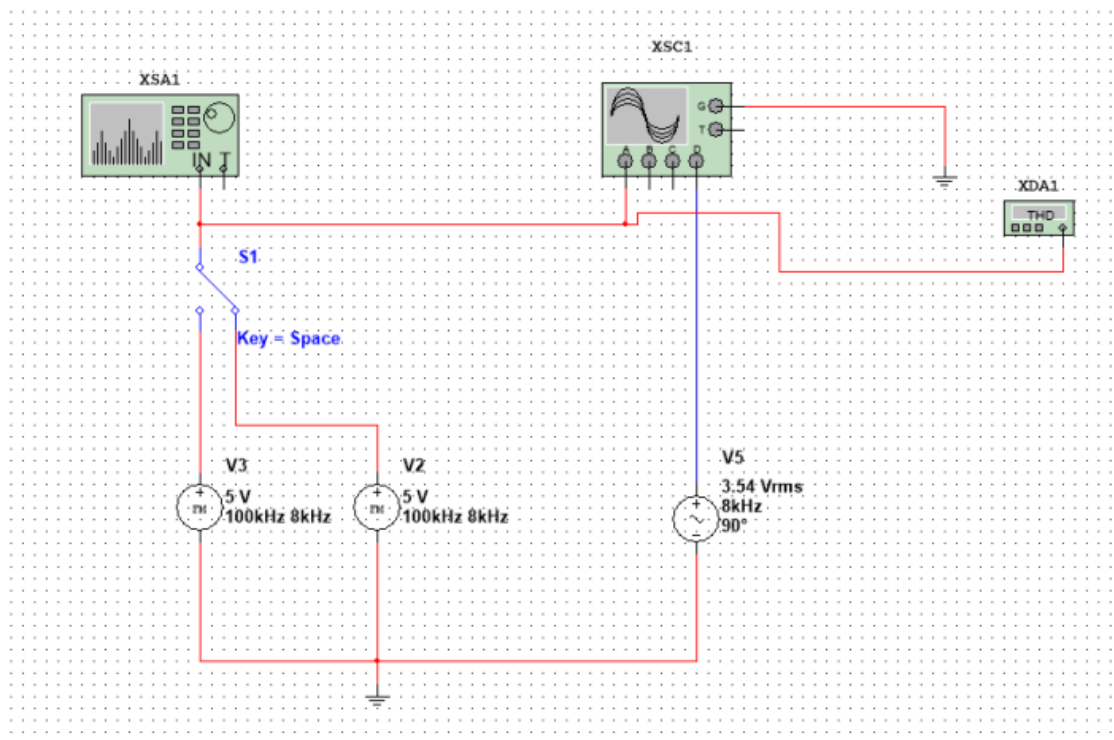 XSC1
XSA1
G
T
A B C D
IN T
XDA1
THD
S1
Key = Space
V3
5 V
100kHz 8kHz
FM
V2
5 V
100kHz 8kHz
FM
V5
3.54 Vrms
8kHz
90°